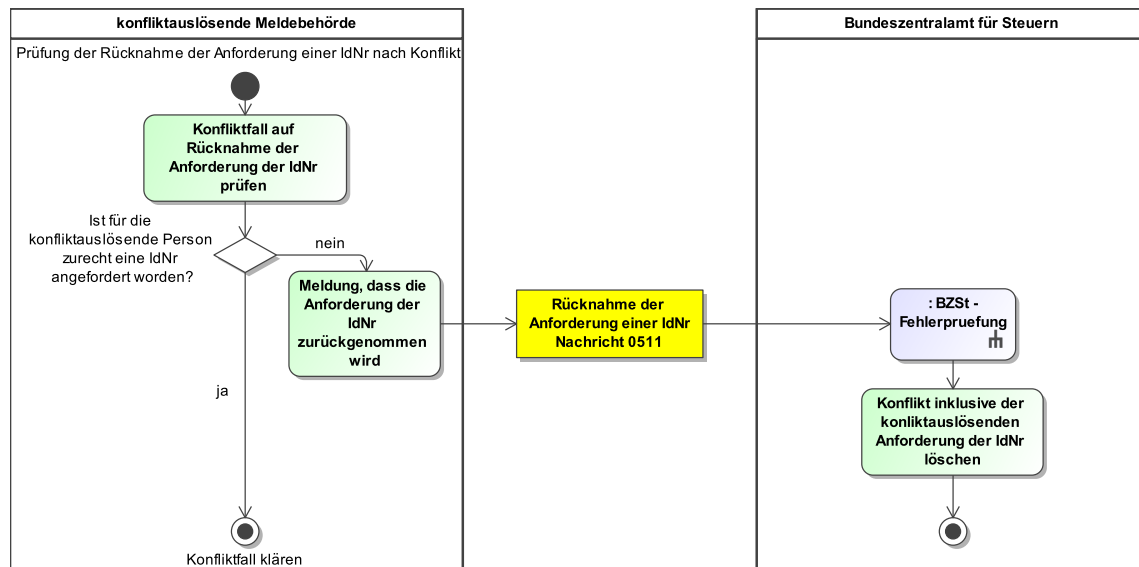 konfliktauslösende Meldebehörde
Bundeszentralamt für Steuern
Prüfung der Rücknahme der Anforderung einer IdNr nach Konflikt
Konfliktfall auf
Rücknahme der
Anforderung der IdNr
prüfen
Ist für die
konfliktauslösende Person
zurecht eine IdNr
angefordert worden?
nein
Meldung, dass die
Anforderung der
IdNr
zurückgenommen
wird
Rücknahme der
Anforderung einer IdNr
Nachricht 0511
: BZSt -
Fehlerpruefung
ja
Konflikt inklusive der
konliktauslösenden
Anforderung der IdNr
löschen
Konfliktfall klären